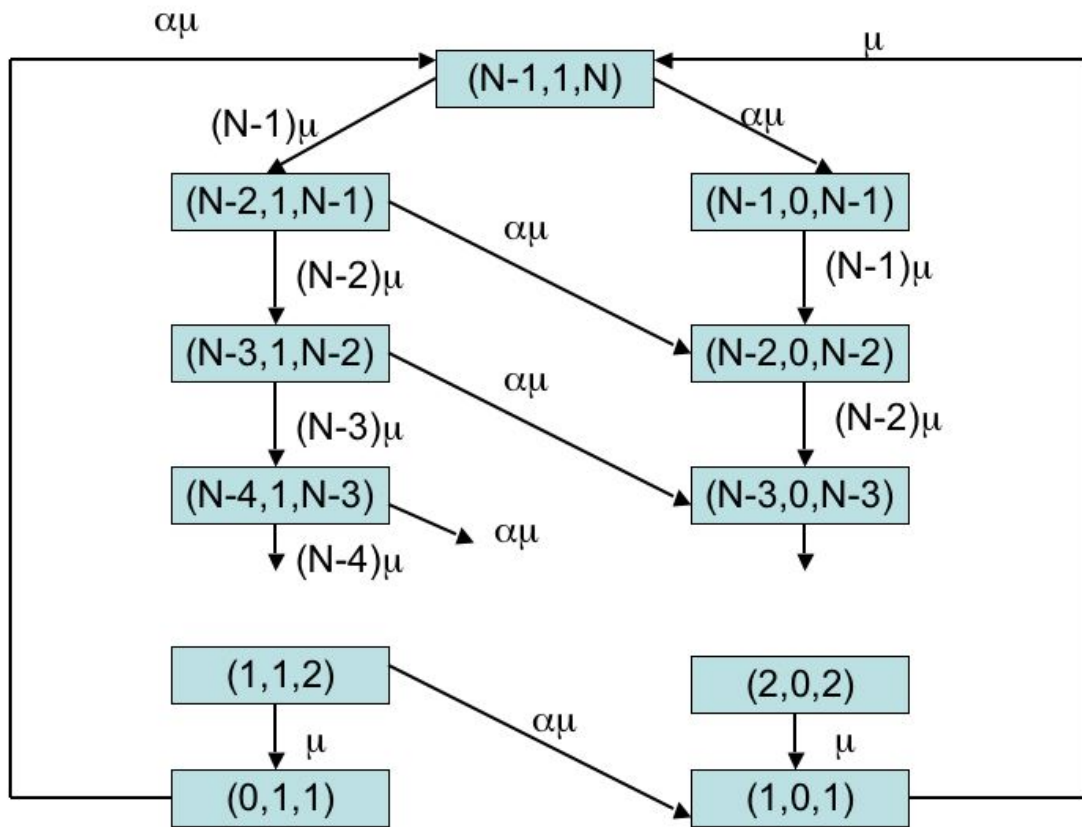 αμ
μ
(N-1,1,N)
(N-1)μ
αμ
(N-2,1,N-1)
(N-1,0,N-1)
αμ
(N-2)μ
(N-1)μ
(N-3,1,N-2)
(N-2,0,N-2)
αμ
(N-3)μ
(N-2)μ
(N-4,1,N-3)
(N-3,0,N-3)
αμ
(N-4)μ
(1,1,2)
(2,0,2)
αμ
μ
μ
(0,1,1)
(1,0,1)